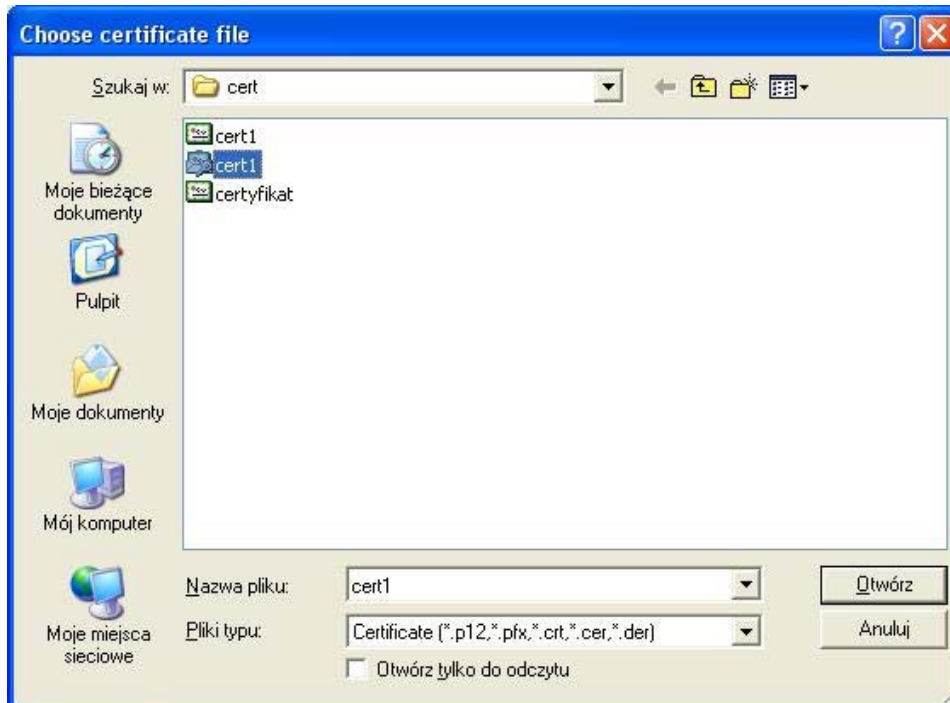 Choose certificate file
Szukaj w:
cert
cert1
cert1
certyfikat
Moje bieżące
dokumenty
Pulpit
Moje dokumenty
Mój komputer
Moje miejsca
sieciowe
Nazwa pliku:
cert1
Otwórz
Pliki typu:
Certificate (*.p12,*.pfx,*.crt,*.cer,*.der)
Anuluj
Otwórz tylko do odczytu